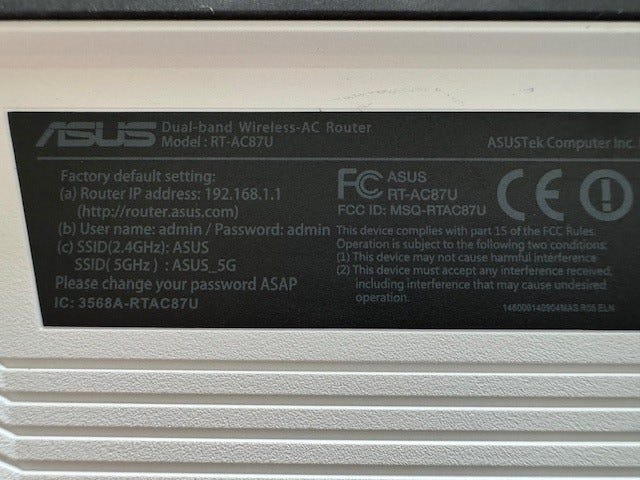 ASUS Dual-band Wireless-AC Router
Model : RT-AC87U
ASUSTek Computer Inc.
Factory default setting:
(a) Router IP address: 192.168.1.1
(http://router.asus.com)
(b) User name: admin / Password: admin
(c) SSID(2.4GHz): ASUS
SSID( 5GHz ) : ASUS_5G
Please change your password ASAP
IC: 3568A-RTAC87U
FC ASUS
RT-AC87U
FCC ID: MSQ-RTAC87U
CE
This device complies with part 15 of the FCC Rules.
Operation is subject to the following two conditions:
(1) This device may not cause harmful interference
(2) This device must accept any interference received,
including interference that may cause undesired
operation.